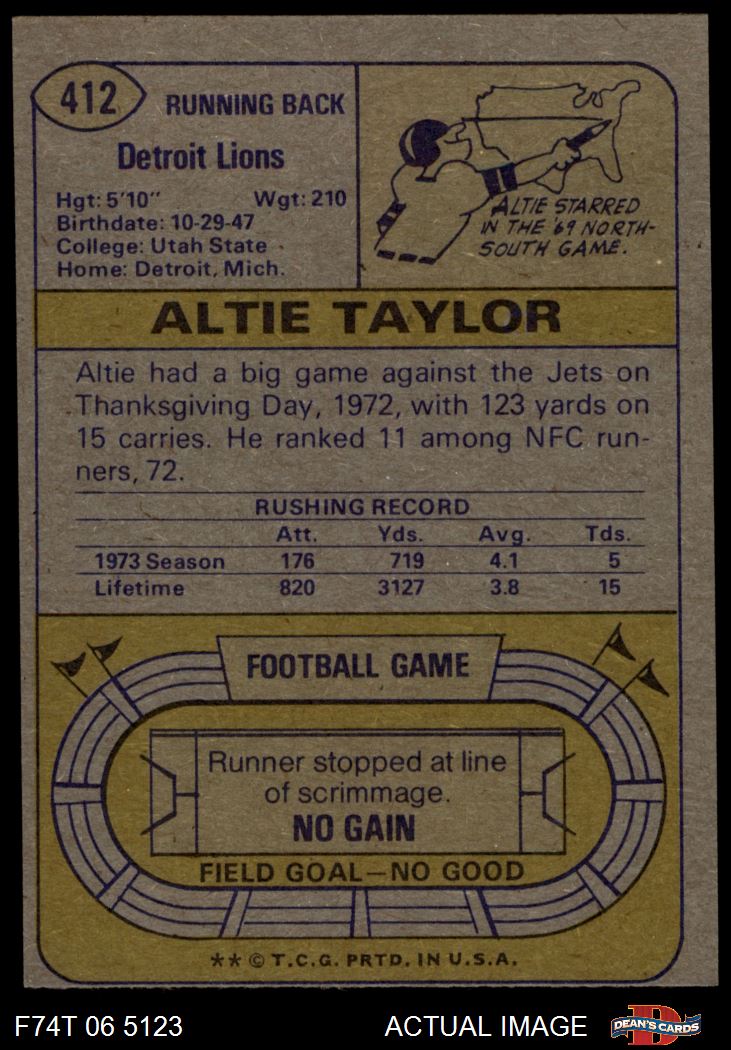 412
RUNNING BACK
Detroit Lions
Hgt: 5'10" Wgt: 210
Birthdate: 10-29-47
College: Utah State
Home: Detroit, Mich.
ALTIE STARRED
IN THE '69 NORTH-
SOUTH GAME.
ALTIE TAYLOR
Altie had a big game against the Jets on
Thanksgiving Day, 1972, with 123 yards on
15 carries. He ranked 11 among NFC run-
ners, 72.
RUSHING RECORD
Att. Yds. Avg. Tds.
1973 Season 176 719 4.1 5
Lifetime 820 3127 3.8 15
FOOTBALL GAME
Runner stopped at line
of scrimmage.
NO GAIN
FIELD GOAL—NO GOOD
** © T.C.G. PRTD. IN U.S.A.
F74T 06 5123 ACTUAL IMAGE
D
DEAN'S CARDS